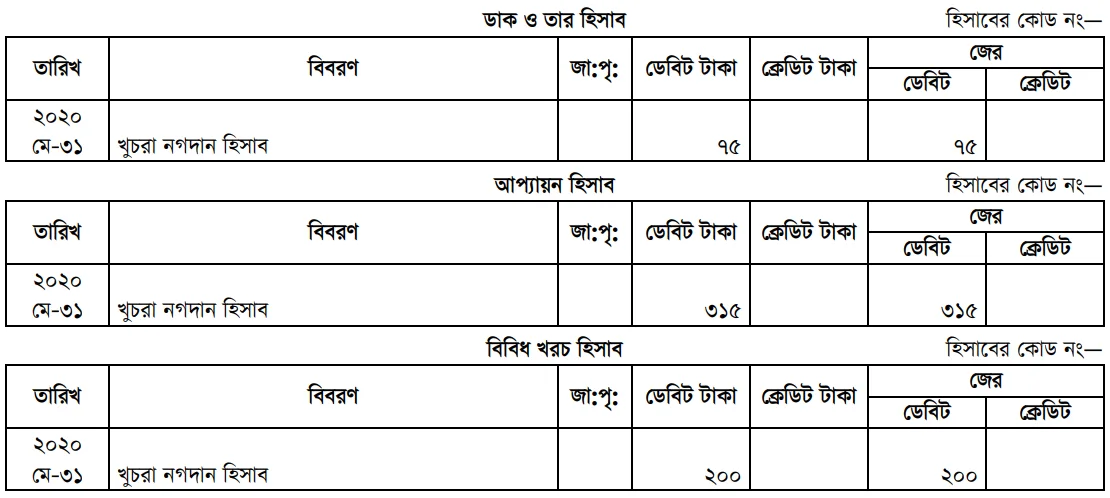 ডাক ও তার হিসাব হিসাবের কোড নং—
তারিখ বিবরণ জা:পৃ: ডেবিট টাকা ক্রেডিট টাকা জের
ডেবিট ক্রেডিট
২০২০
মে-৩১ খুচরা নগদান হিসাব ৭৫ ৭৫
আপ্যায়ন হিসাব হিসাবের কোড নং—
তারিখ বিবরণ জা:পৃ: ডেবিট টাকা ক্রেডিট টাকা জের
ডেবিট ক্রেডিট
২০২০
মে-৩১ খুচরা নগদান হিসাব ৩১৫ ৩১৫
বিবিধ খরচ হিসাব হিসাবের কোড নং—
তারিখ বিবরণ জা:পৃ: ডেবিট টাকা ক্রেডিট টাকা জের
ডেবিট ক্রেডিট
২০২০
মে-৩১ খুচরা নগদান হিসাব ২০০ ২০০